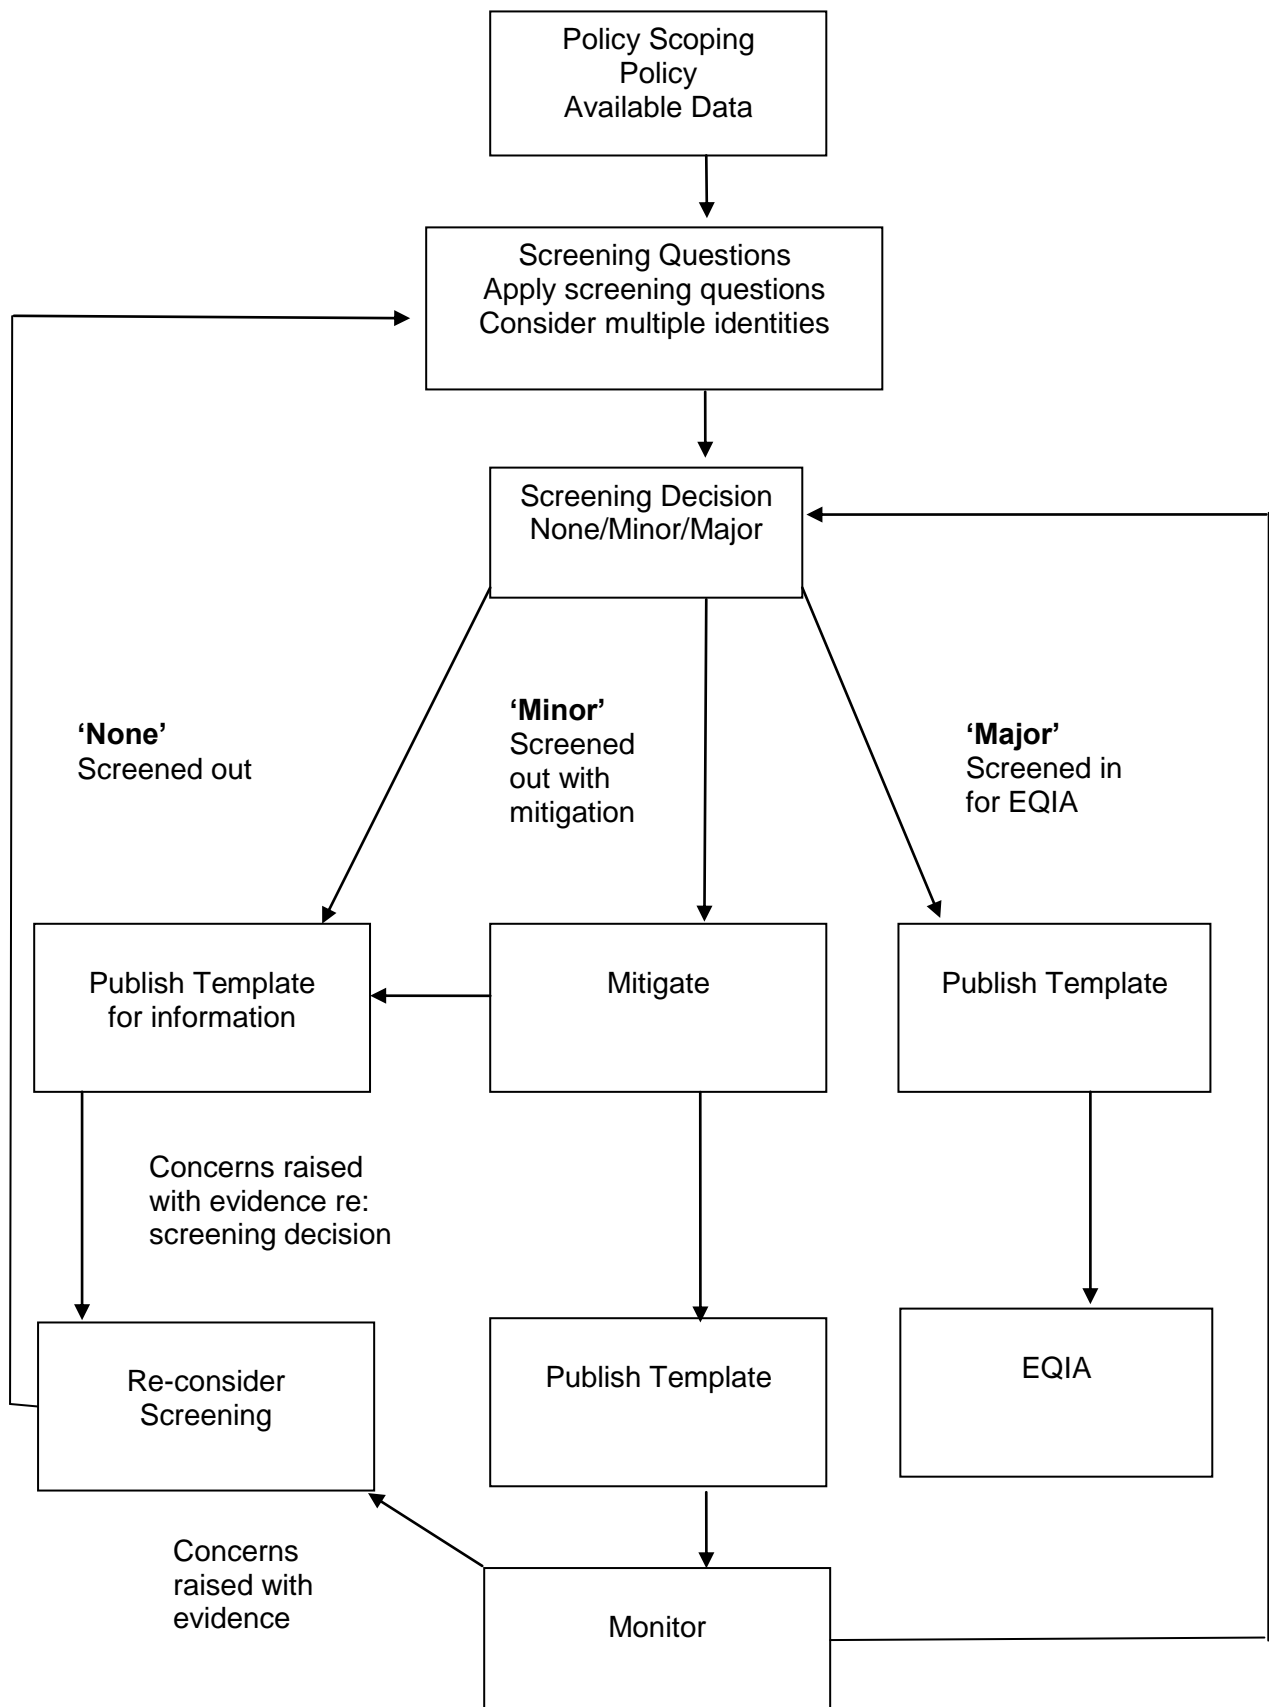 Policy Scoping
Policy
Available Data
Screening Questions
Apply screening questions
Consider multiple identities
Screening Decision
None/Minor/Major
‘None’
Screened out
‘Minor’
Screened
out with
mitigation
‘Major’
Screened in
for EQIA
Publish Template
for information
Mitigate
Publish Template
Concerns raised
with evidence re:
screening decision
Re-consider
Screening
Publish Template
EQIA
Concerns
raised with
evidence
Monitor